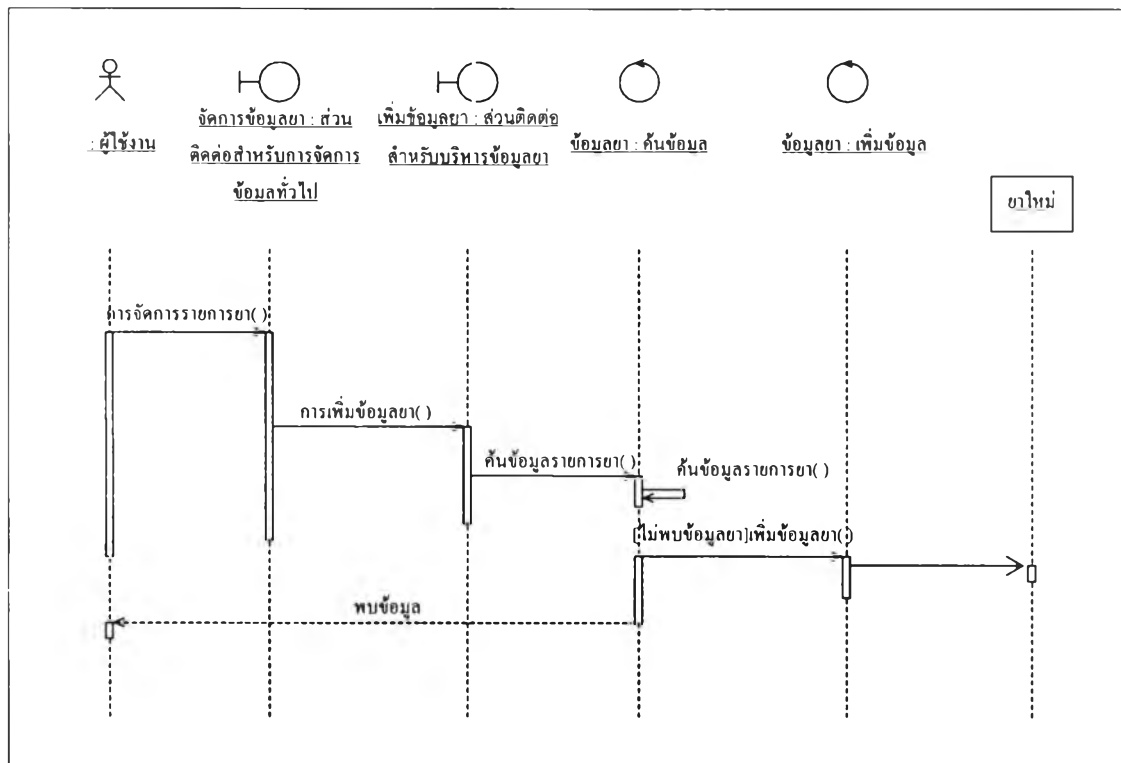 : ผู้ใช้งาน
จัดการข้อมูลยา : ส่วน
ติดต่อสำหรับการจัดการ
ข้อมูลทั่วไป
เพิ่มข้อมูลยา : ส่วนติดต่อ
สำหรับบริหารข้อมูลยา
ข้อมูลยา : ค้นข้อมูล
ข้อมูลยา : เพิ่มข้อมูล
ยาใหม่
การจัดการรายการยา( )
การเพิ่มข้อมูลยา( )
ค้นข้อมูลรายการยา( )
ค้นข้อมูลรายการยา( )
[ไม่พบข้อมูลยา]เพิ่มข้อมูลยา( )
พบข้อมูล